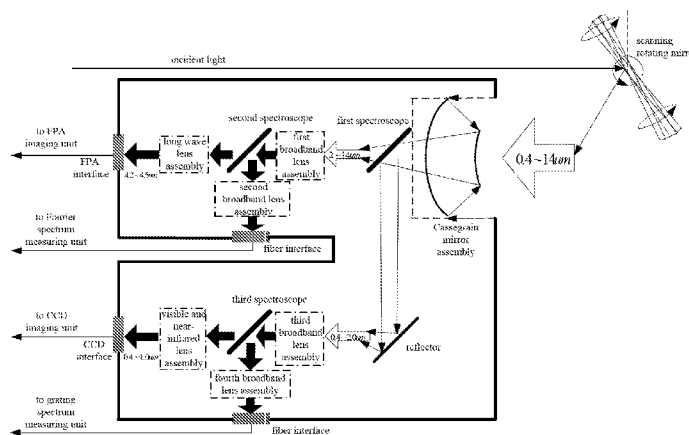 scanning
rotating mirr
incident light
second spectroscope
first spectroscope
to FPA
imaging unit
FPA
interface
long wave
lens
assembly
first
broadband
lens
assembly
0.4~14um
second
broadband lens
assembly
Cassegrain
mirror
assembly
to Fourier
spectrum
measuring unit
fiber interface
third spectroscope
to CCD
imaging unit
CCD
interface
visible and
near-
infrared
lens
assembly
third
broadband
lens
assembly
reflector
fourth broadband
lens assembly
to grating
spectrum
measuring unit
fiber interface